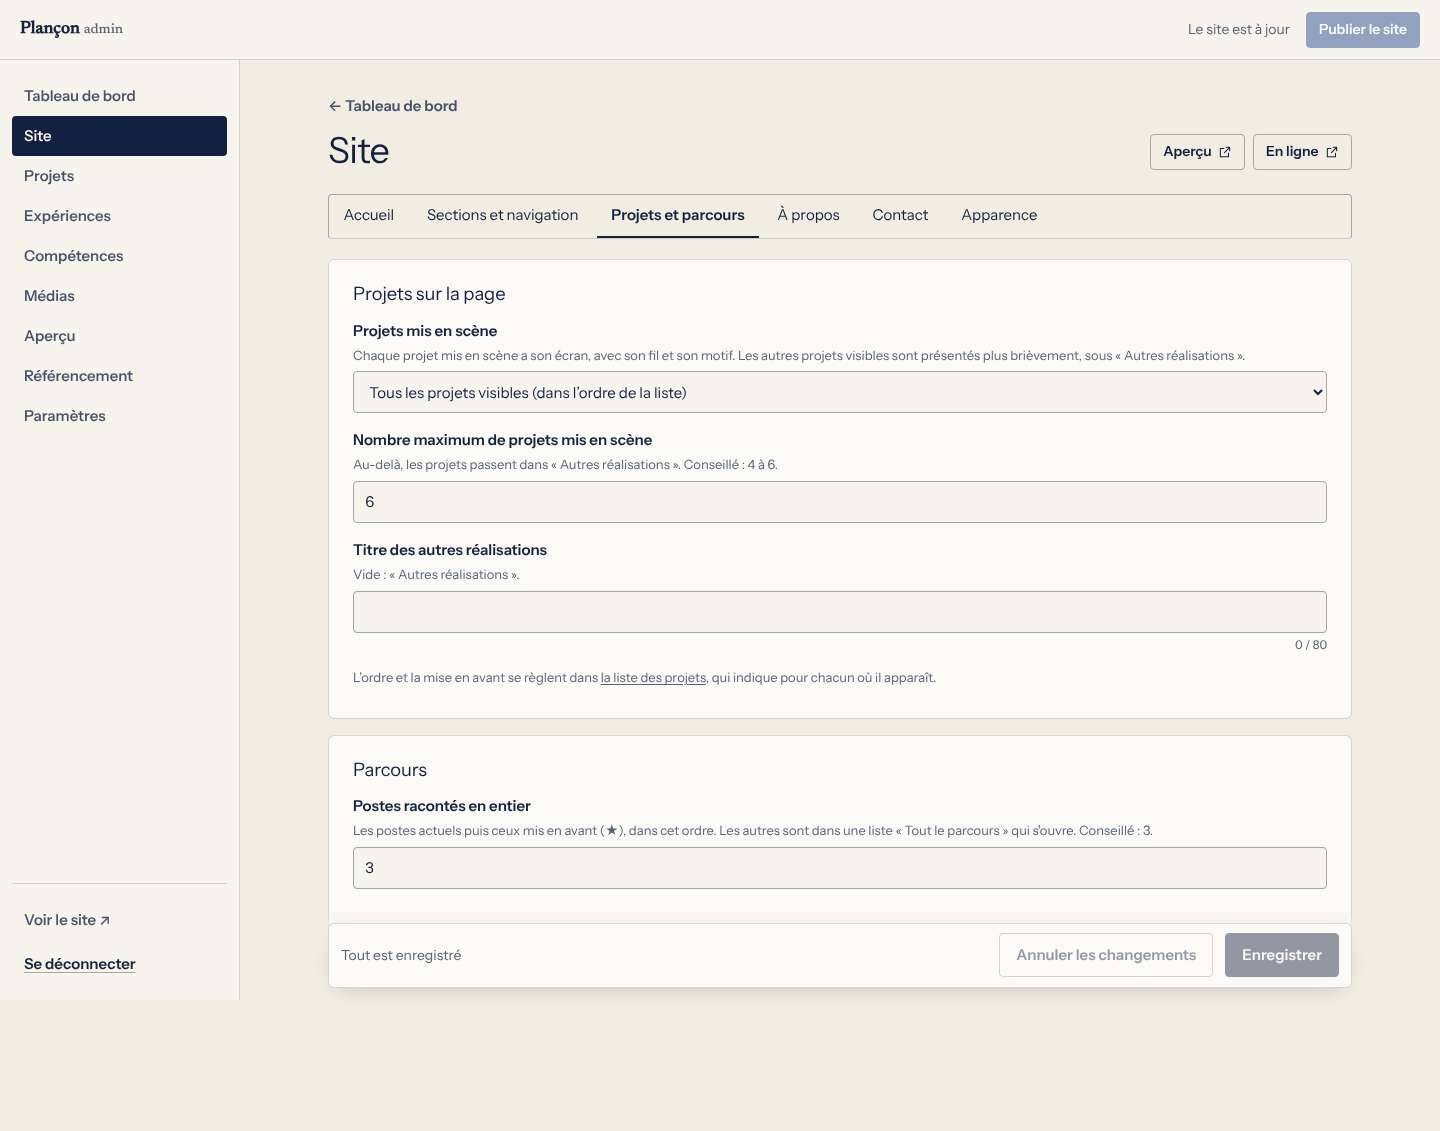 Plançon admin
Le site est à jour
Publier le site
Tableau de bord
Site
Projets
Expériences
Compétences
Médias
Aperçu
Référencement
Paramètres
Voir le site ↗
Se déconnecter
← Tableau de bord
Site
Aperçu
En ligne
Accueil
Sections et navigation
Projets et parcours
À propos
Contact
Apparence
Projets sur la page
Projets mis en scène
Chaque projet mis en scène a son écran, avec son fil et son motif. Les autres projets visibles sont présentés plus brièvement, sous « Autres réalisations ».
Tous les projets visibles (dans l'ordre de la liste)
Nombre maximum de projets mis en scène
Au-delà, les projets passent dans « Autres réalisations ». Conseillé : 4 à 6.
6
Titre des autres réalisations
Vide : « Autres réalisations ».
0 / 80
L'ordre et la mise en avant se règlent dans la liste des projets, qui indique pour chacun où il apparaît.
Parcours
Postes racontés en entier
Les postes actuels puis ceux mis en avant (★), dans cet ordre. Les autres sont dans une liste « Tout le parcours » qui s'ouvre. Conseillé : 3.
3
Tout est enregistré
Annuler les changements
Enregistrer